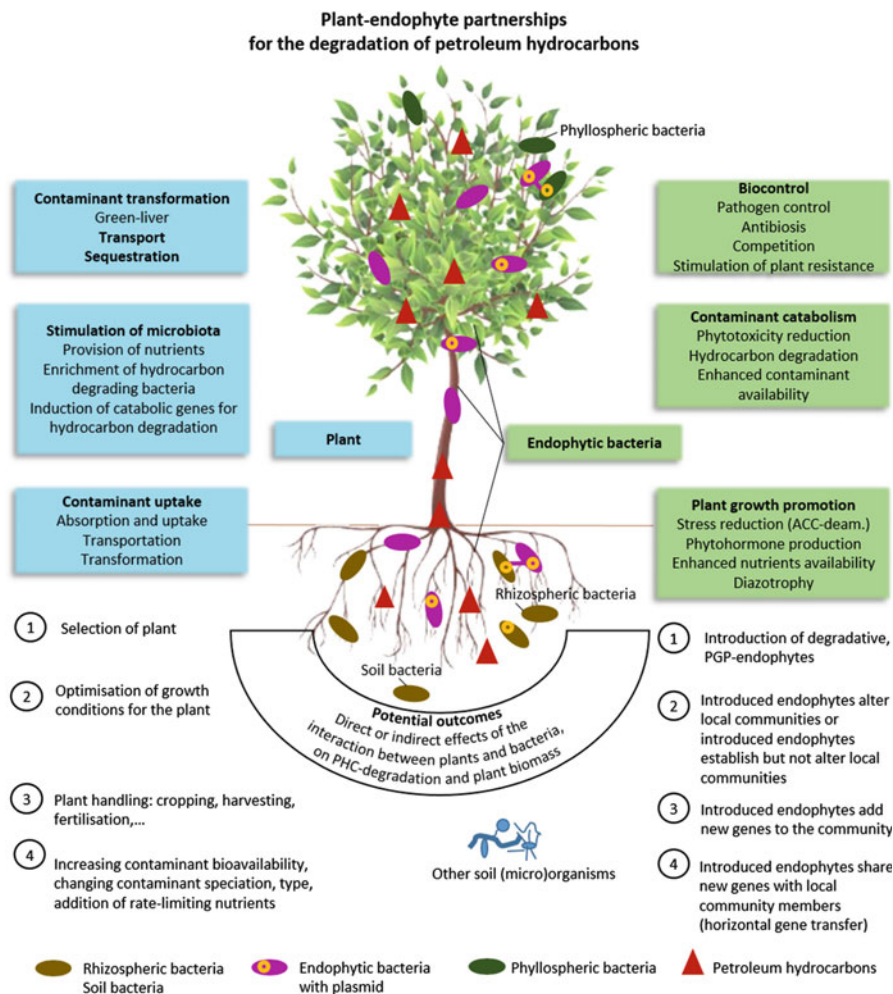 Plant-endophyte partnerships
for the degradation of petroleum hydrocarbons
Phyllospheric bacteria
Contaminant transformation
Green-liver
Transport
Sequestration
Biocontrol
Pathogen control
Antibiosis
Competition
Stimulation of plant resistance
Stimulation of microbiota
Provision of nutrients
Enrichment of hydrocarbon
degrading bacteria
Induction of catabolic genes for
hydrocarbon degradation
Contaminant catabolism
Phytotoxicity reduction
Hydrocarbon degradation
Enhanced contaminant
availability
Plant
Endophytic bacteria
Contaminant uptake
Absorption and uptake
Transportation
Transformation
Plant growth promotion
Stress reduction (ACC-deam.)
Phytohormone production
Enhanced nutrients availability
Diazotrophy
Rhizospheric bacteria
Soil bacteria
Potential outcomes
Direct or indirect effects of the
interaction between plants and bacteria,
on PHC-degradation and plant biomass
1 Selection of plant
2 Optimisation of growth
conditions for the plant
3 Plant handling: cropping, harvesting,
fertilisation,...
4 Increasing contaminant bioavailability,
changing contaminant speciation, type,
addition of rate-limiting nutrients
1 Introduction of degradative,
PGP-endophytes
2 Introduced endophytes alter
local communities or
introduced endophytes
establish but not alter local
communities
3 Introduced endophytes add
new genes to the community
4 Introduced endophytes share
new genes with local
community members
(horizontal gene transfer)
Other soil (micro)organisms
Rhizospheric bacteria
Soil bacteria
Endophytic bacteria
with plasmid
Phyllospheric bacteria
Petroleum hydrocarbons